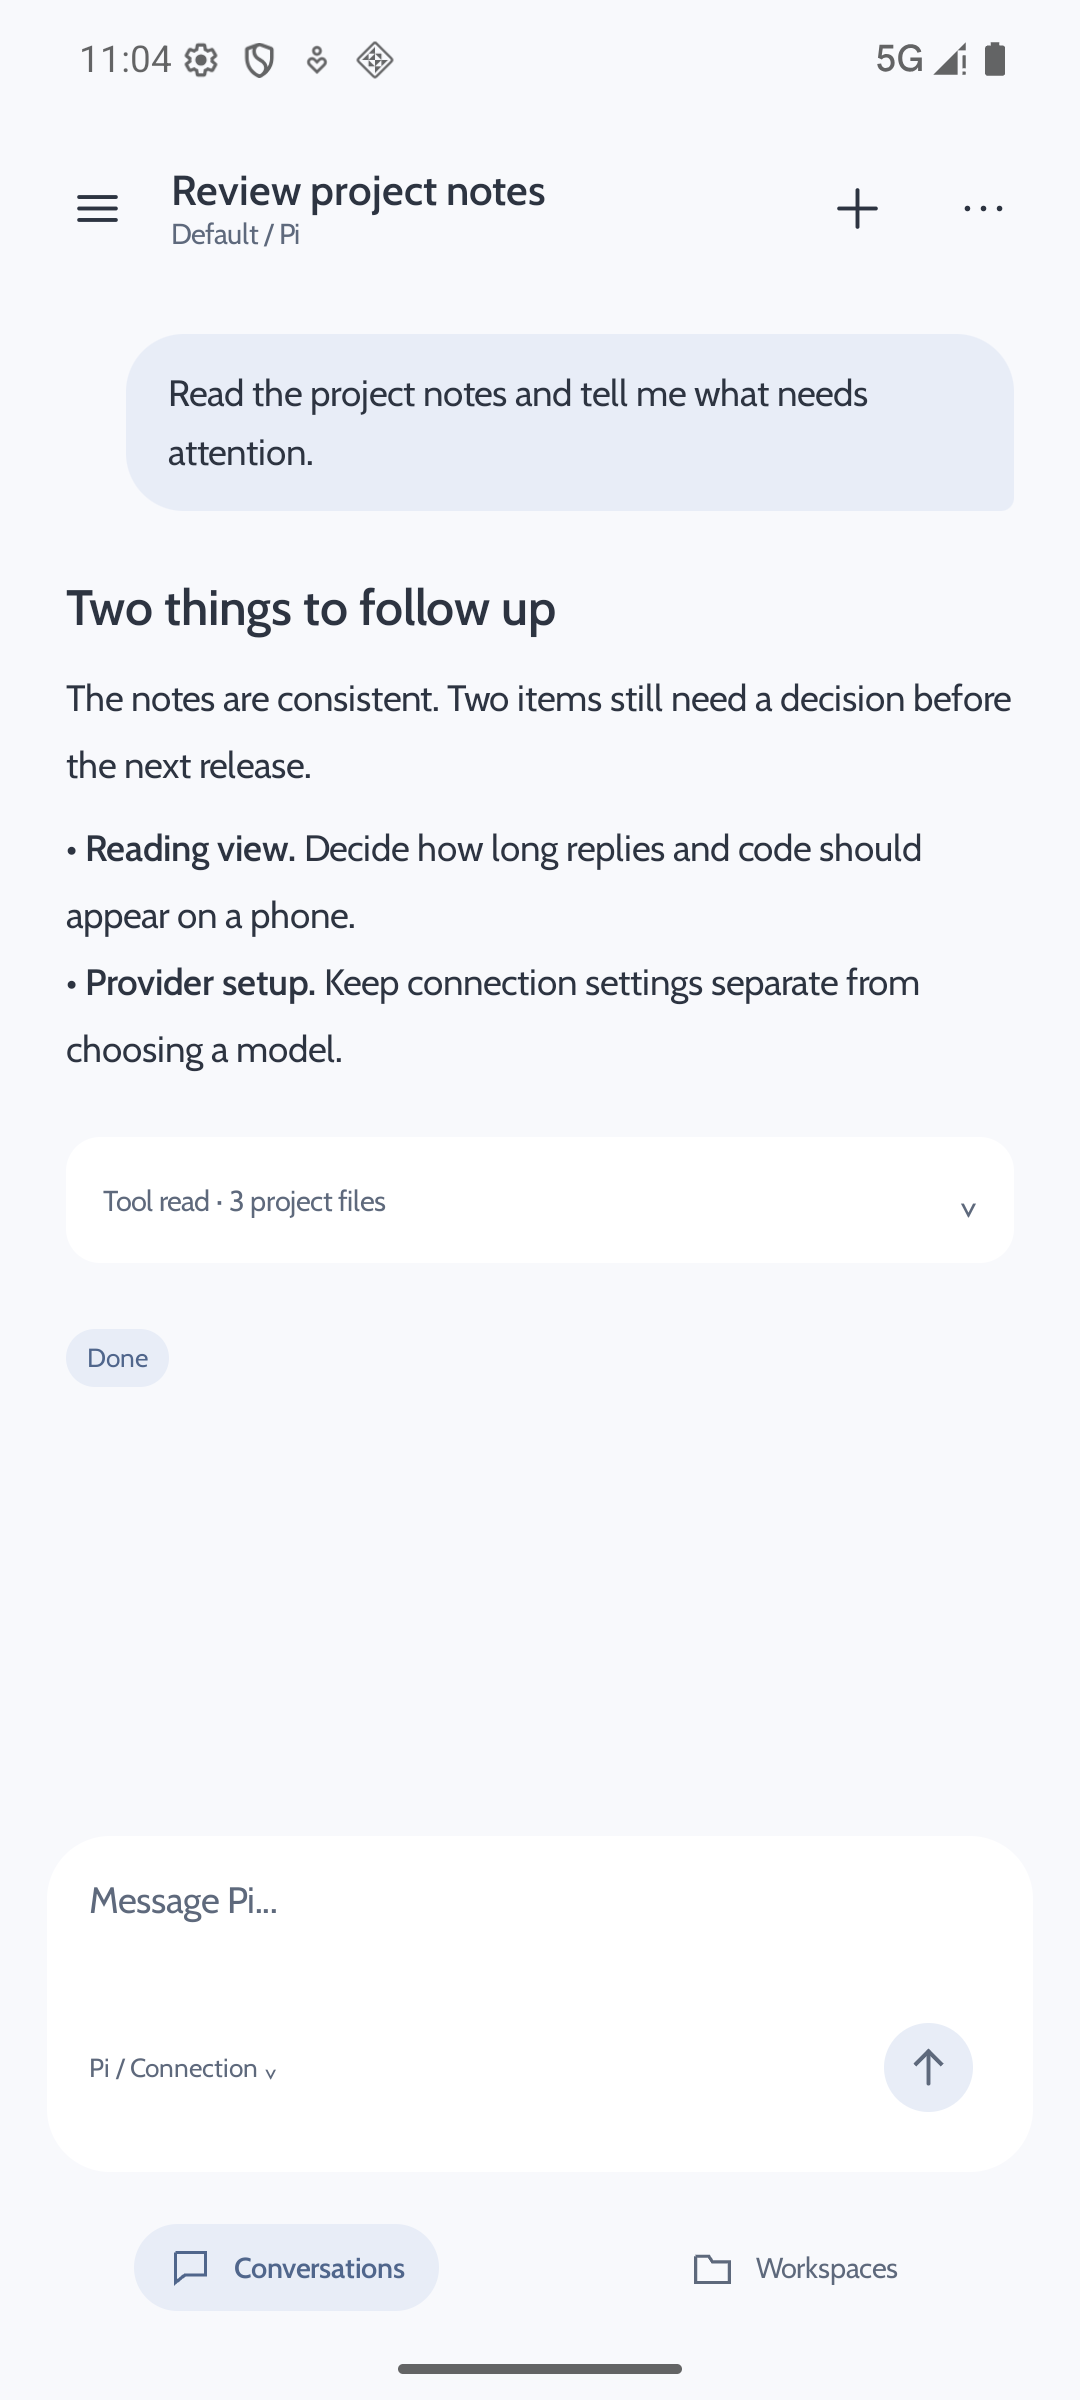 11:04
5G
Review project notes
Default / Pi
Read the project notes and tell me what needs
attention.
Two things to follow up
The notes are consistent. Two items still need a decision before
the next release.
• Reading view. Decide how long replies and code should
appear on a phone.
• Provider setup. Keep connection settings separate from
choosing a model.
Tool read · 3 project files
Done
Message Pi...
Pi / Connection
Conversations
Workspaces